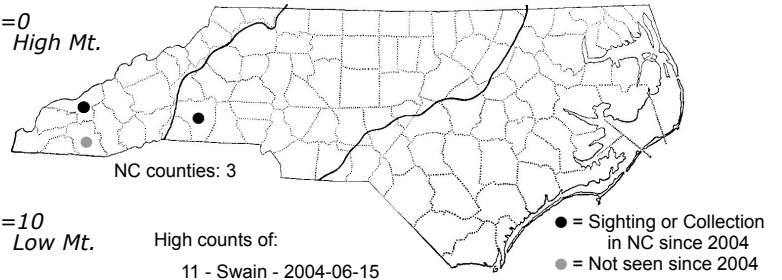 =0
High Mt.
NC counties: 3
=10
Low Mt.
High counts of:
11 - Swain - 2004-06-15
= Sighting or Collection
in NC since 2004
= Not seen since 2004